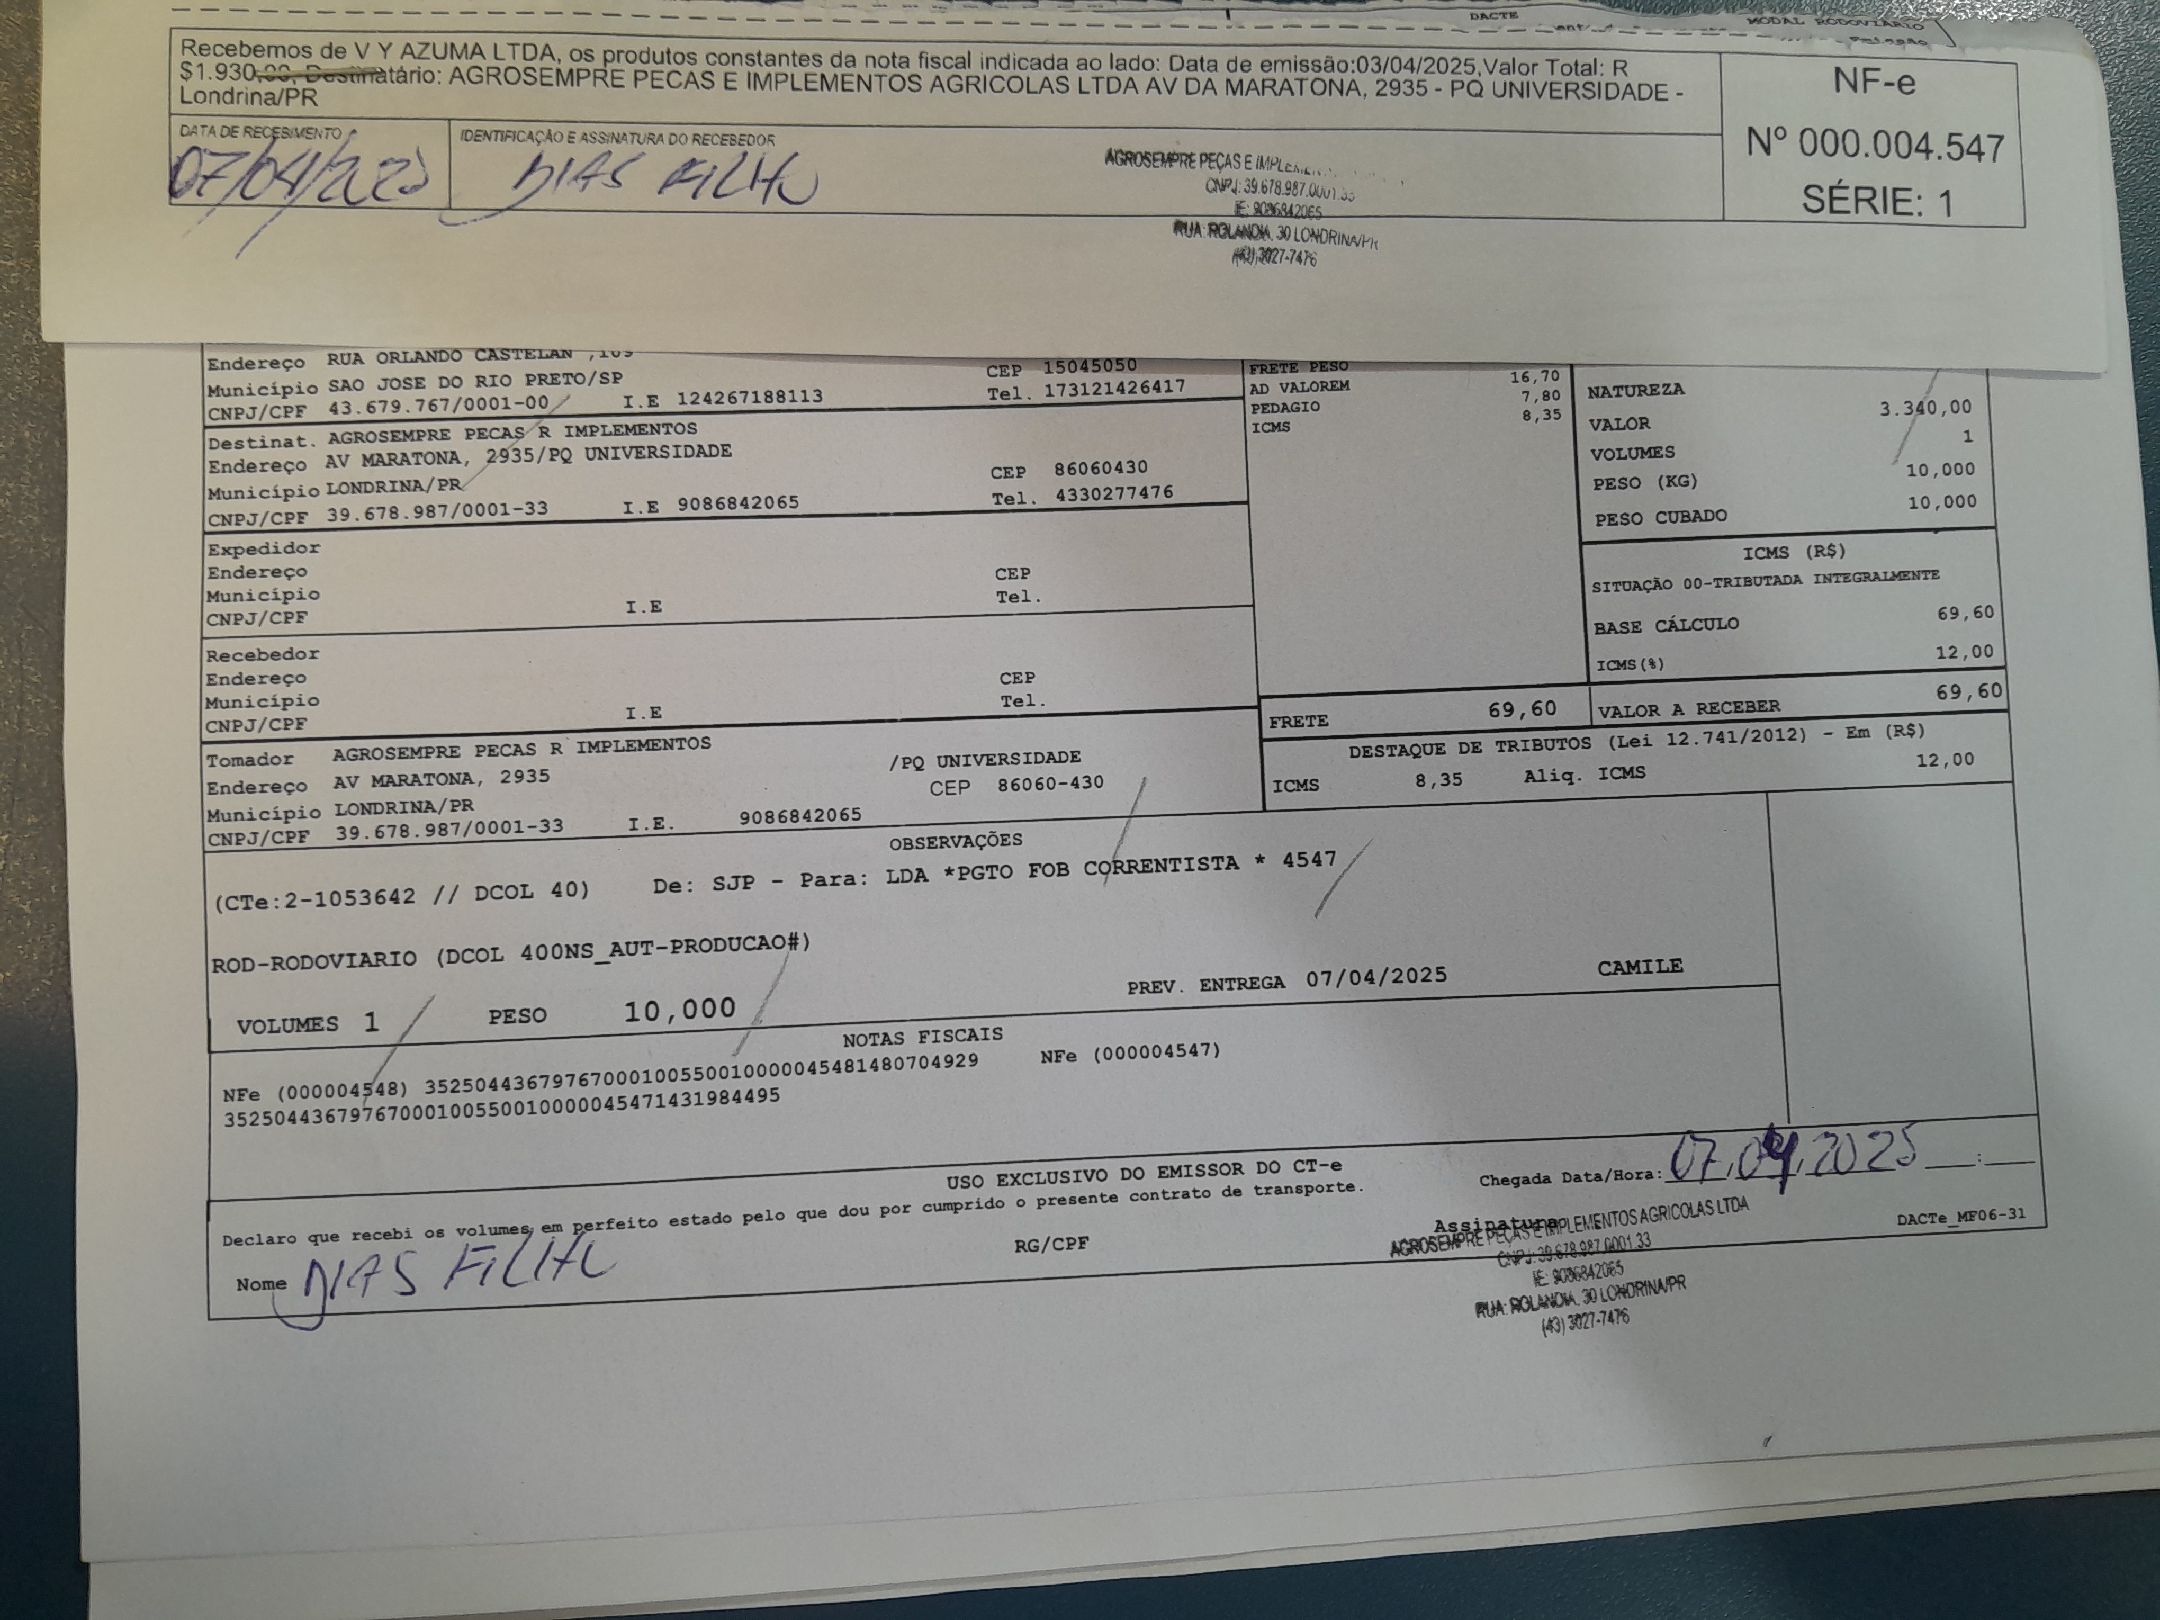 DACTE
MODAL RODOVIÁRIO
Recebemos de V Y AZUMA LTDA, os produtos constantes da nota fiscal indicada ao lado: Data de emissão:03/04/2025,Valor Total: R
$1.930,00, Destinatário: AGROSEMPRE PECAS E IMPLEMENTOS AGRICOLAS LTDA AV DA MARATONA, 2935 - PQ UNIVERSIDADE -
Londrina/PR
NF-e
Nº 000.004.547
SÉRIE: 1
DATA DE RECEBIMENTO
07/04/2025
IDENTIFICAÇÃO E ASSINATURA DO RECEBEDOR
DIAS FILHO
AGROSEMPRE PEÇAS E
CNPJ: 39.678.987.0001.33
IE: 9086842065
RUA: ROLANDIA, 30 LONDRINA/PR
(43) 3027-7476
Endereço RUA ORLANDO CASTELAN ,109
CEP 15045050
Município SAO JOSE DO RIO PRETO/SP
Tel. 173121426417
CNPJ/CPF 43.679.767/0001-00 I.E 124267188113
Destinat. AGROSEMPRE PECAS R IMPLEMENTOS
Endereço AV MARATONA, 2935/PQ UNIVERSIDADE
CEP 86060430
Município LONDRINA/PR
Tel. 4330277476
CNPJ/CPF 39.678.987/0001-33 I.E 9086842065
Expedidor
Endereço CEP
Município Tel.
CNPJ/CPF I.E
Recebedor
Endereço CEP
Município Tel.
CNPJ/CPF I.E
Tomador AGROSEMPRE PECAS R IMPLEMENTOS
Endereço AV MARATONA, 2935 /PQ UNIVERSIDADE
CEP 86060-430
Município LONDRINA/PR
CNPJ/CPF 39.678.987/0001-33 I.E. 9086842065
FRETE PESO
AD VALOREM 16,70
PEDAGIO 7,80
ICMS 8,35
NATUREZA
VALOR 3.340,00
VOLUMES 1
PESO (KG) 10,000
PESO CUBADO 10,000
ICMS (R$)
SITUAÇÃO 00-TRIBUTADA INTEGRALMENTE
BASE CÁLCULO 69,60
ICMS(%) 12,00
FRETE 69,60 VALOR A RECEBER 69,60
DESTAQUE DE TRIBUTOS (Lei 12.741/2012) - Em (R$)
ICMS 8,35 Aliq. ICMS 12,00
OBSERVAÇÕES
(CTe:2-1053642 // DCOL 40) De: SJP - Para: LDA *PGTO FOB CORRENTISTA * 4547
ROD-RODOVIARIO (DCOL 400NS_AUT-PRODUCAO#)
PREV. ENTREGA 07/04/2025 CAMILE
VOLUMES 1 PESO 10,000
NOTAS FISCAIS
NFe (000004548) 35250443679767000100550010000045481480704929 NFe (000004547)
35250443679767000100550010000045471431984495
USO EXCLUSIVO DO EMISSOR DO CT-e
Declaro que recebi os volumes em perfeito estado pelo que dou por cumprido o presente contrato de transporte.
Chegada Data/Hora: 07.04.2025 ___:___
Nome DIAS FILHO
RG/CPF
Assinatura
DACTe_MF06-31
AGROSEMPRE PEÇAS E IMPLEMENTOS AGRICOLAS LTDA
CNPJ: 39.678.987.0001.33
IE: 9086842065
RUA: ROLANDIA, 30 LONDRINA/PR
(43) 3027-7476